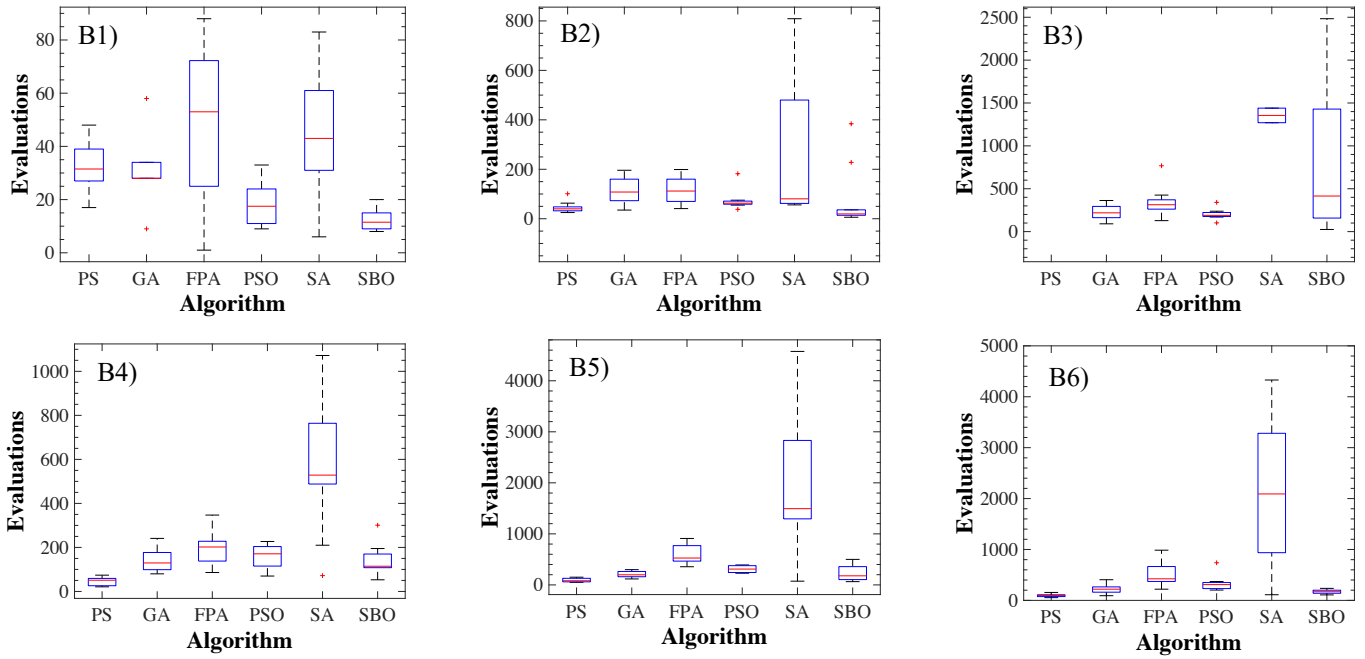 B1)
Evaluations
80
60
40
20
0
PS GA FPA PSO SA SBO
Algorithm
B2)
Evaluations
800
600
400
200
0
PS GA FPA PSO SA SBO
Algorithm
B3)
Evaluations
2500
2000
1500
1000
500
0
PS GA FPA PSO SA SBO
Algorithm
B4)
Evaluations
1000
800
600
400
200
0
PS GA FPA PSO SA SBO
Algorithm
B5)
Evaluations
4000
3000
2000
1000
0
PS GA FPA PSO SA SBO
Algorithm
B6)
Evaluations
5000
4000
3000
2000
1000
0
PS GA FPA PSO SA SBO
Algorithm